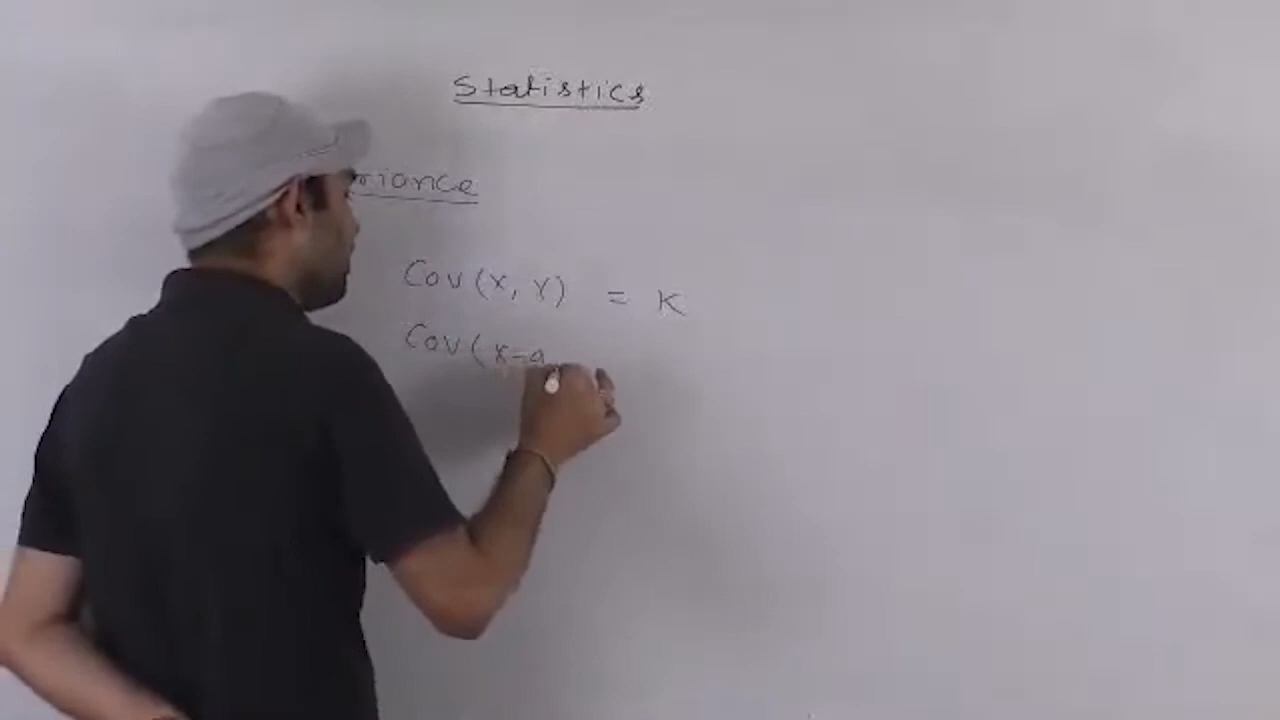 Statistics
riance
Cov (x, y) = K
Cov ( x-a